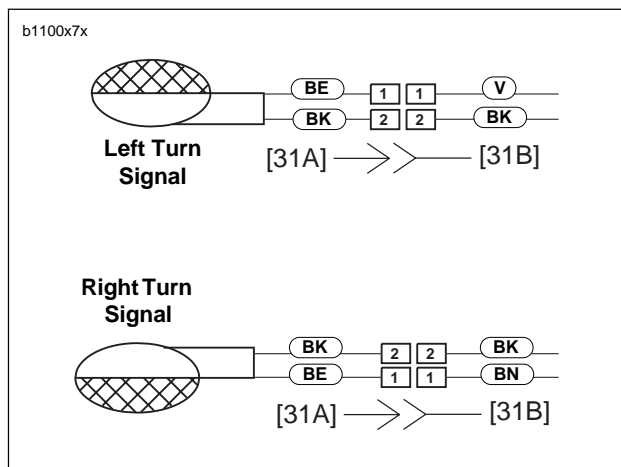 b1100x7x
BE 1 1 V
BK 2 2 BK
Left Turn
Signal
[31A] [31B]
Right Turn
Signal
BK 2 2 BK
BE 1 1 BN
[31A] [31B]